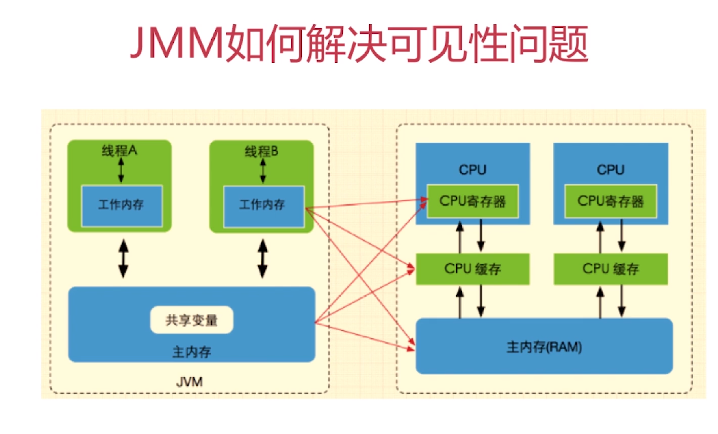 JMM如何解决可见性问题
线程A
工作内存
线程B
工作内存
共享变量
主内存
JVM
CPU
CPU寄存器
CPU 缓存
CPU
CPU寄存器
CPU 缓存
主内存(RAM)